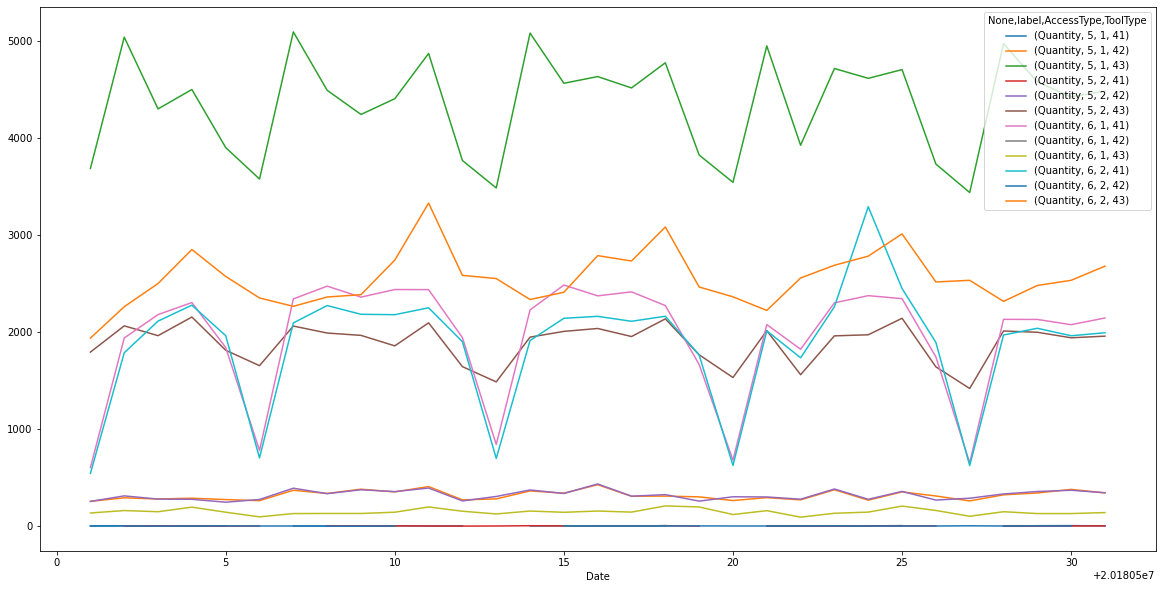 None,label,AccessType,ToolType
(Quantity, 5, 1, 41)
(Quantity, 5, 1, 42)
(Quantity, 5, 1, 43)
(Quantity, 5, 2, 41)
(Quantity, 5, 2, 42)
(Quantity, 5, 2, 43)
(Quantity, 6, 1, 41)
(Quantity, 6, 1, 42)
(Quantity, 6, 1, 43)
(Quantity, 6, 2, 41)
(Quantity, 6, 2, 42)
(Quantity, 6, 2, 43)
5000
4000
3000
2000
1000
0
0 5 10 15 20 25 30
Date
+2.01805e7